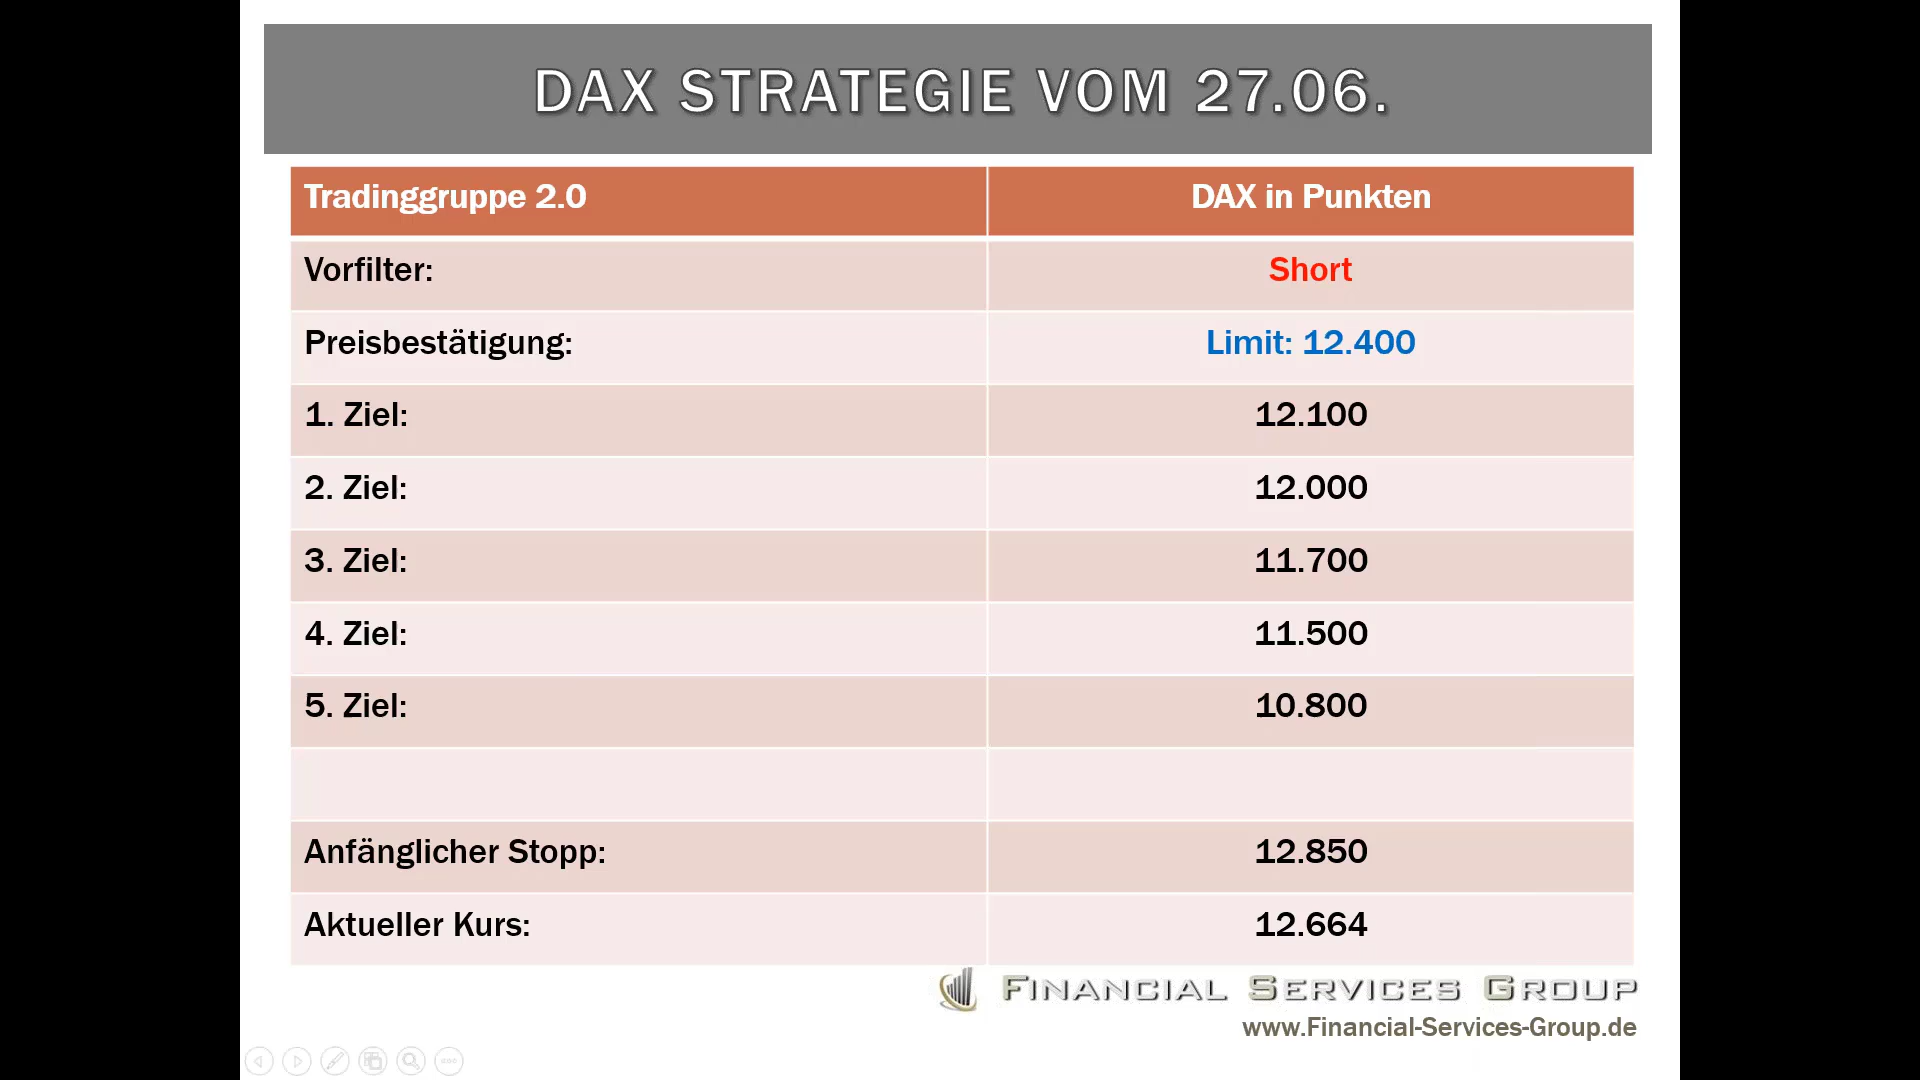 DAX STRATEGIE VOM 27.06.
Tradinggruppe 2.0 DAX in Punkten
Vorfilter: Short
Preisbestätigung: Limit: 12.400
1. Ziel: 12.100
2. Ziel: 12.000
3. Ziel: 11.700
4. Ziel: 11.500
5. Ziel: 10.800
Anfänglicher Stopp: 12.850
Aktueller Kurs: 12.664
FINANCIAL SERVICES GROUP
www.Financial-Services-Group.de